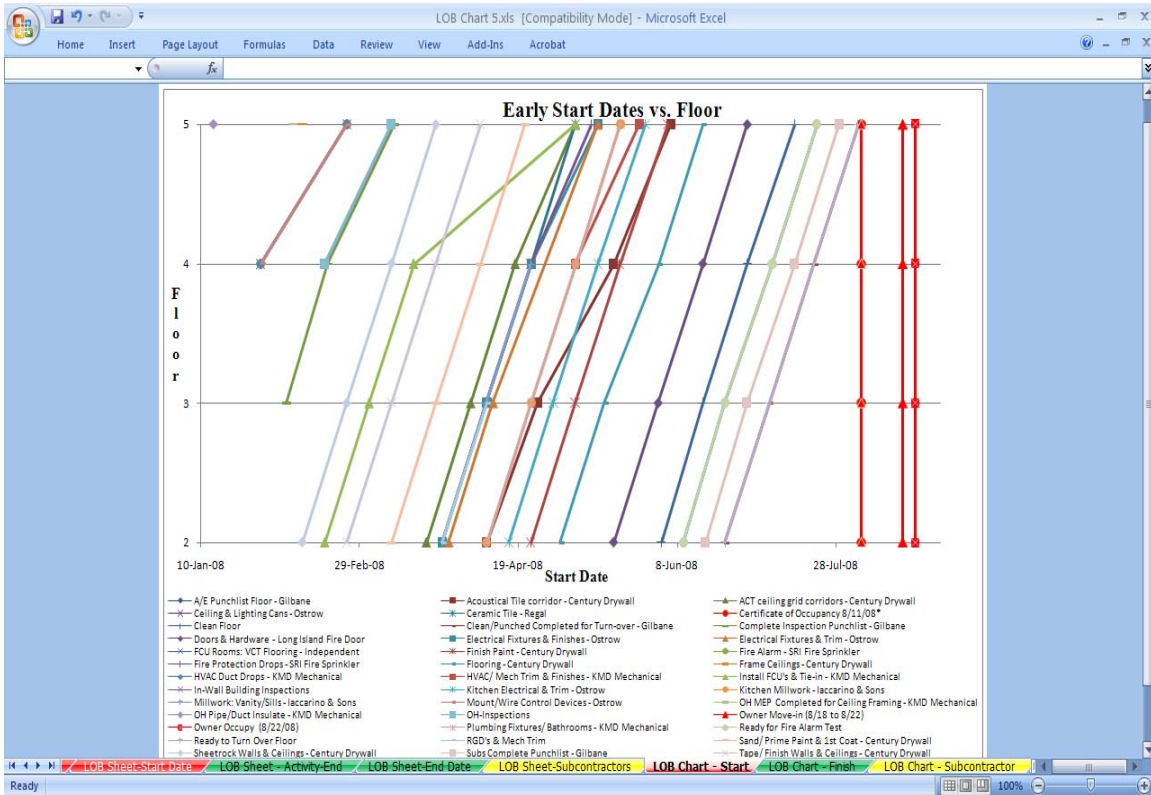 LOB Chart 5.xls [Compatibility Mode] - Microsoft Excel
Home Insert Page Layout Formulas Data Review View Add-Ins Acrobat
fx
Early Start Dates vs. Floor
5
4
Floor
3
2
10-Jan-08 29-Feb-08 19-Apr-08 8-Jun-08 28-Jul-08
Start Date
A/E Punchlist Floor - Gilbane Acoustical Tile corridor - Century Drywall ACT ceiling grid corridors - Century Drywall
Ceiling & Lighting Cans - Ostrow Ceramic Tile - Regal Certificate of Occupancy 8/11/08*
Clean Floor Clean/Punched Completed for Turn-over - Gilbane Complete Inspection Punchlist - Gilbane
Doors & Hardware - Long Island Fire Door Electrical Fixtures & Finishes - Ostrow Electrical Fixtures & Trim - Ostrow
FCU Rooms: VCT Flooring - Independent Finish Paint - Century Drywall Fire Alarm - SRI Fire Sprinkler
Fire Protection Drops - SRI Fire Sprinkler Flooring - Century Drywall Frame Ceilings - Century Drywall
HVAC Duct Drops - KMD Mechanical HVAC/ Mech Trim & Finishes - KMD Mechanical Install FCU's & Tie-in - KMD Mechanical
In-Wall Building Inspections Kitchen Electrical & Trim - Ostrow Kitchen Millwork - Iaccarino & Sons
Millwork: Vanity/Sills - Iaccarino & Sons Mount/Wire Control Devices - Ostrow OH MEP Completed for Ceiling Framing - KMD Mechanical
OH Pipe/Duct Insulate - KMD Mechanical OH-Inspections Owner Move-in (8/18 to 8/22)
Owner Occupy (8/22/08) Plumbing Fixtures/ Bathrooms - KMD Mechanical Ready for Fire Alarm Test
Ready to Turn Over Floor RGD's & Mech Trim Sand/ Prime Paint & 1st Coat - Century Drywall
Sheetrock Walls & Ceilings - Century Drywall Subs Complete Punchlist - Gilbane Tape/ Finish Walls & Ceilings - Century Drywall
LOB Sheet-Start Date LOB Sheet - Activity-End LOB Sheet-End Date LOB Sheet-Subcontractors LOB Chart - Start LOB Chart - Finish LOB Chart - Subcontractor
Ready 100%